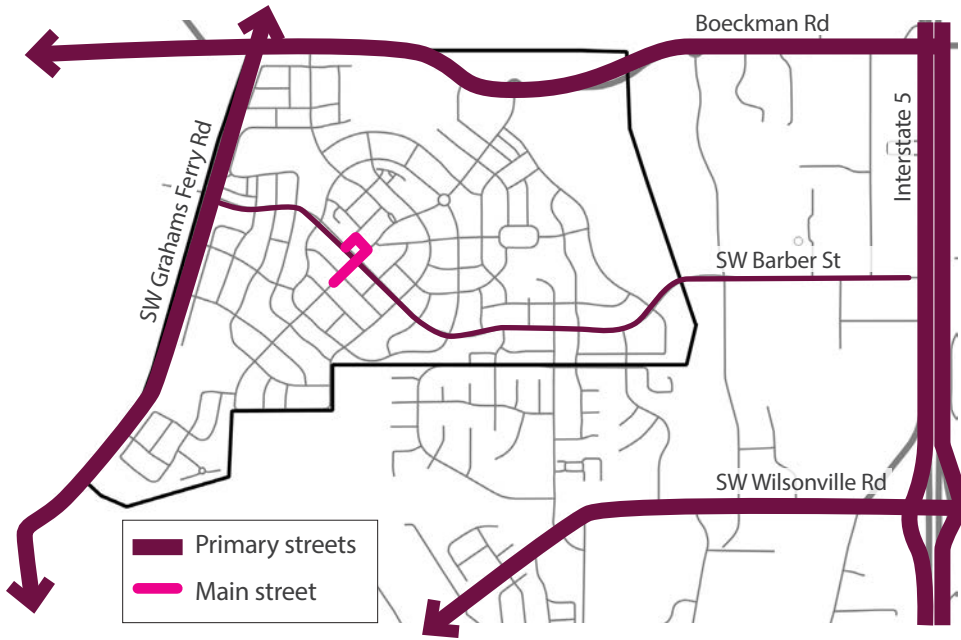 Boeckman Rd
Interstate 5
SW Grahams Ferry Rd
SW Barber St
SW Wilsonville Rd
Primary streets
Main street